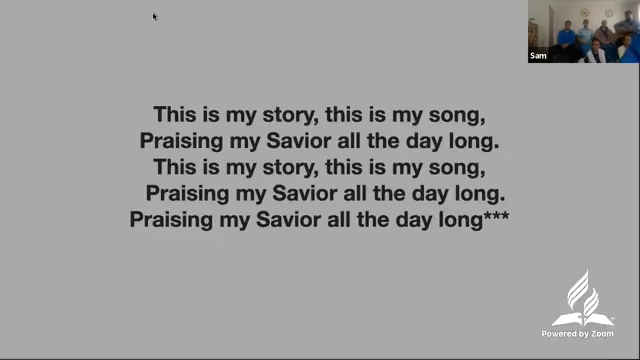 Sam
This is my story, this is my song,
Praising my Savior all the day long.
This is my story, this is my song,
Praising my Savior all the day long.
Praising my Savior all the day long***
Powered by Zoom